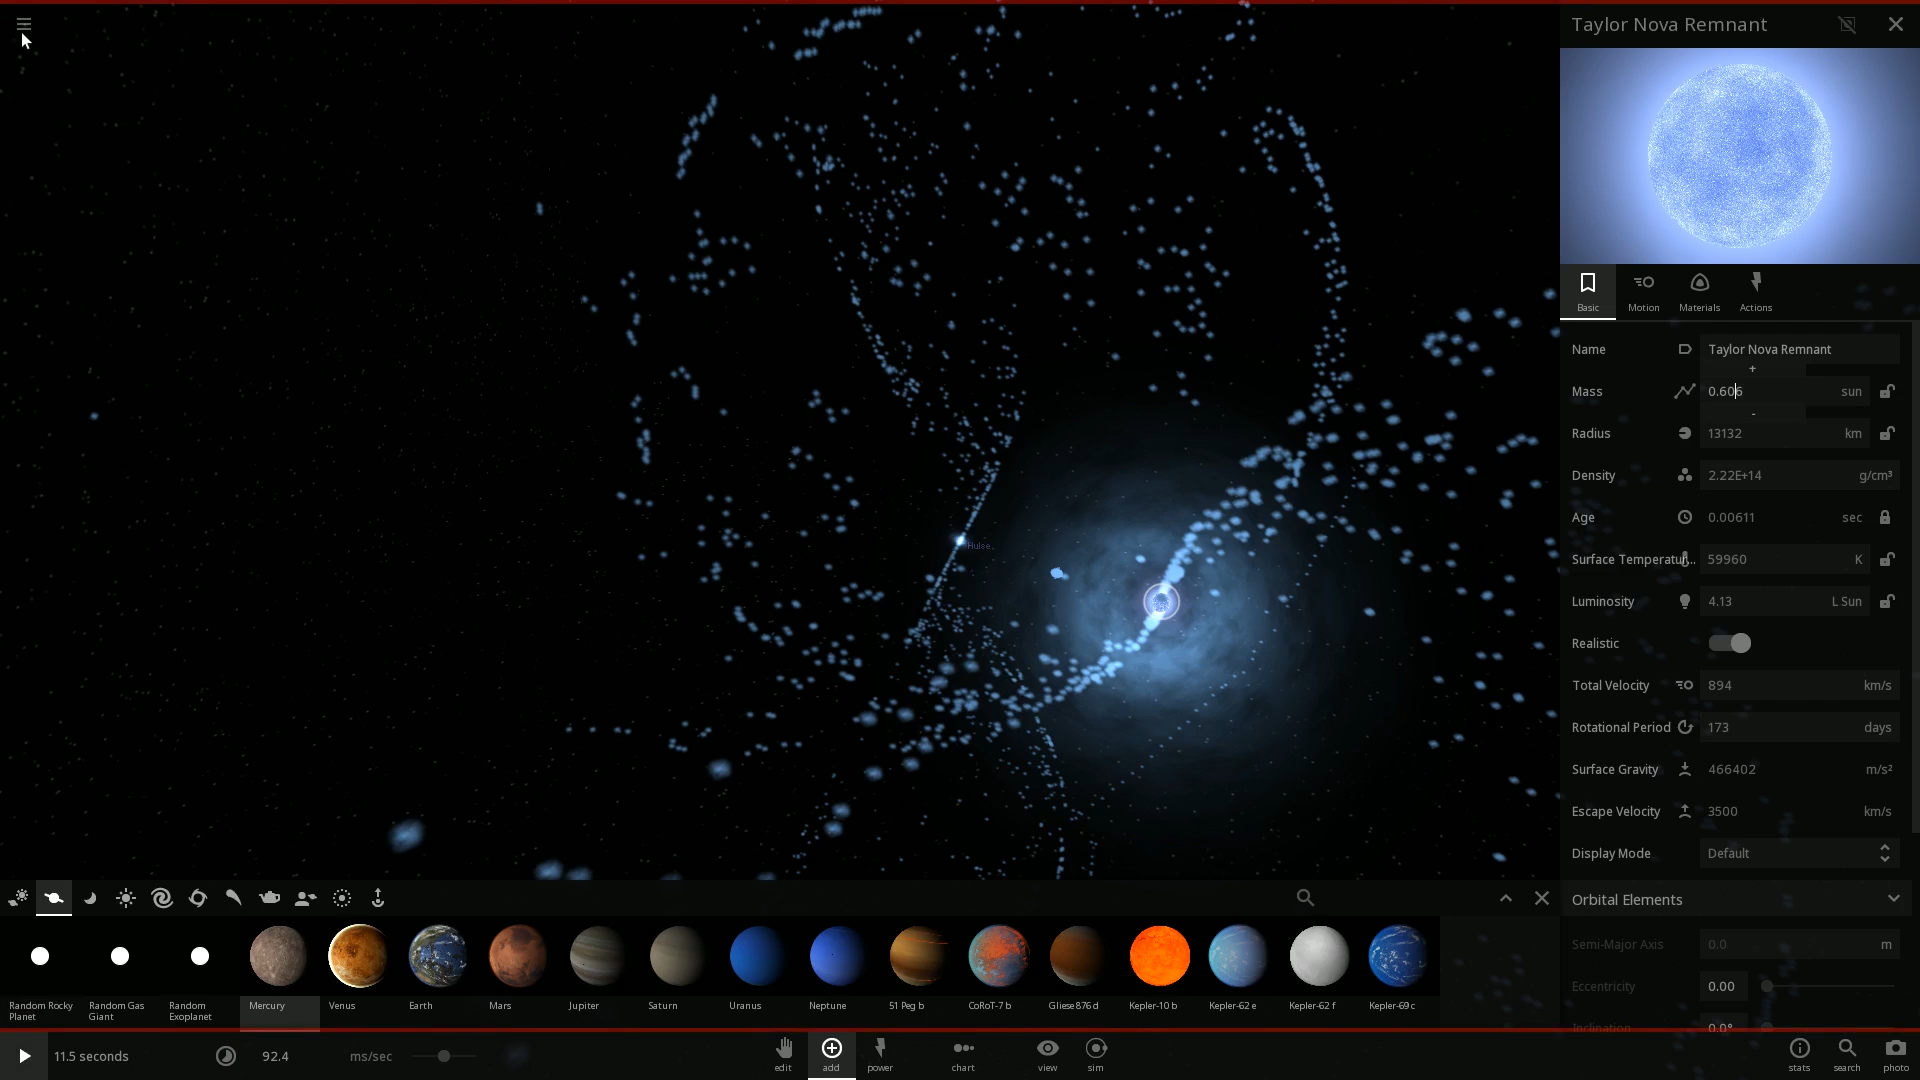 Taylor Nova Remnant
Basic
Motion
Materials
Actions
Name Taylor Nova Remnant
+
Mass 0.606 sun
-
Radius 13132 km
Density 2.22E+14 g/cm³
Age 0.00611 sec
Surface Temperatur... 59960 K
Luminosity 4.13 L Sun
Realistic
Total Velocity 894 km/s
Rotational Period 173 days
Surface Gravity 466402 m/s²
Escape Velocity 3500 km/s
Display Mode Default
Orbital Elements
Semi-Major Axis 0.0 m
Eccentricity 0.00
Inclination 0.0°
Hulse...
Random Rocky Planet
Random Gas Giant
Random Exoplanet
Mercury
Venus
Earth
Mars
Jupiter
Saturn
Uranus
Neptune
51 Peg b
CoRoT-7 b
Gliese 876 d
Kepler-10 b
Kepler-62 e
Kepler-62 f
Kepler-69 c
11.5 seconds 92.4 ms/sec
edit
add
power
chart
view
sim
stats
search
photo